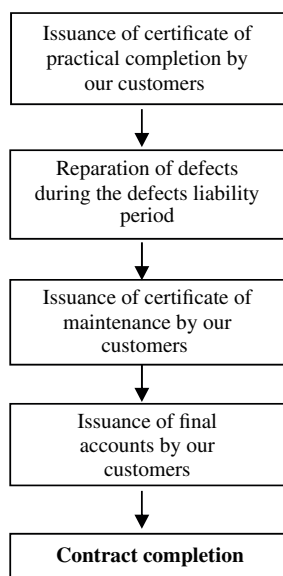 Issuance of certificate of
practical completion by
our customers
Reparation of defects
during the defects liability
period
Issuance of certificate of
maintenance by our
customers
Issuance of final
accounts by our
customers
Contract completion